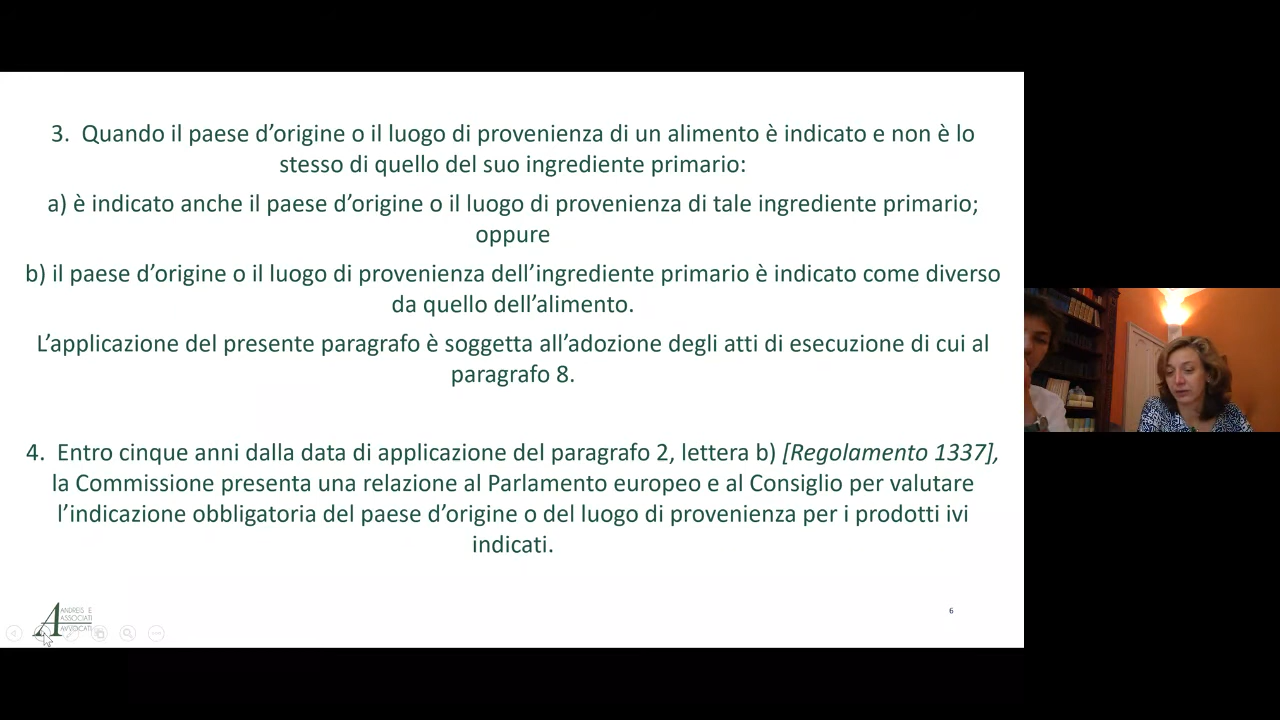 3. Quando il paese d’origine o il luogo di provenienza di un alimento è indicato e non è lo
stesso di quello del suo ingrediente primario:
a) è indicato anche il paese d’origine o il luogo di provenienza di tale ingrediente primario;
oppure
b) il paese d’origine o il luogo di provenienza dell’ingrediente primario è indicato come diverso
da quello dell’alimento.
L’applicazione del presente paragrafo è soggetta all’adozione degli atti di esecuzione di cui al
paragrafo 8.
4. Entro cinque anni dalla data di applicazione del paragrafo 2, lettera b) [Regolamento 1337],
la Commissione presenta una relazione al Parlamento europeo e al Consiglio per valutare
l’indicazione obbligatoria del paese d’origine o del luogo di provenienza per i prodotti ivi
indicati.
A
ANDREIS E
ASSOCIATI
AVVOCATI
6